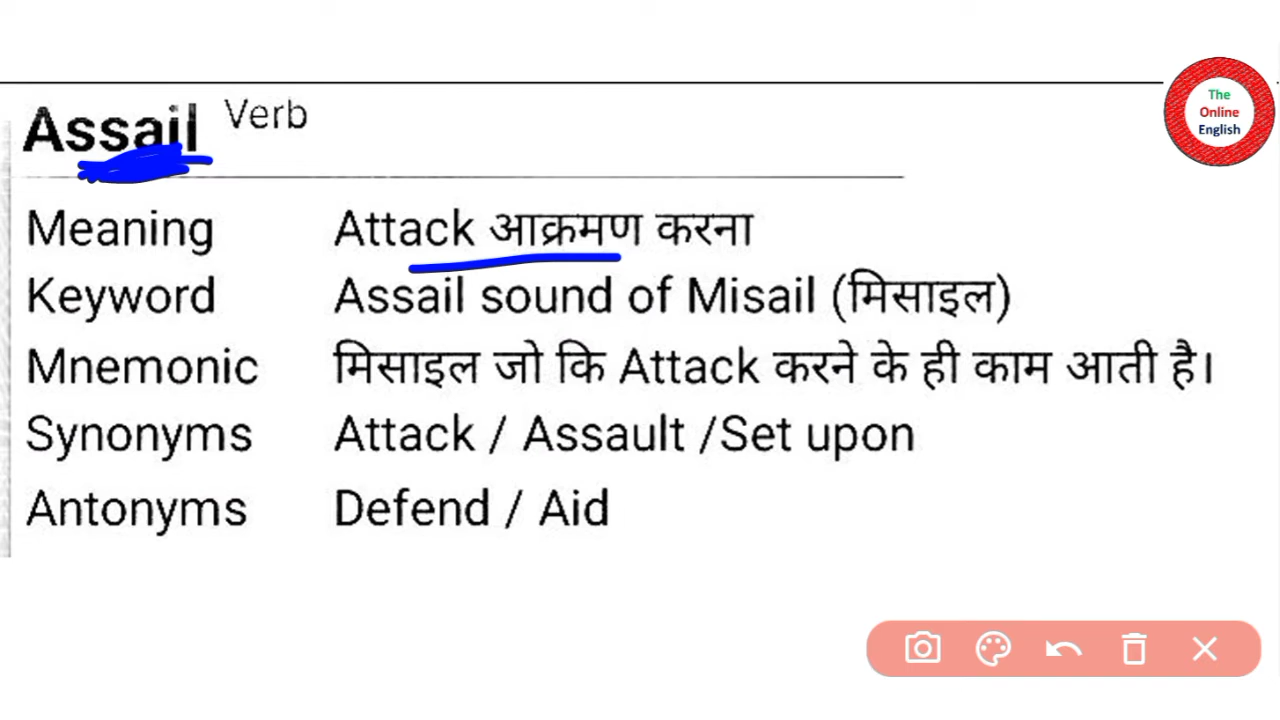 The
Online
English
Assail Verb
Meaning Attack आक्रमण करना
Keyword Assail sound of Misail (मिसाइल)
Mnemonic मिसाइल जो कि Attack करने के ही काम आती है।
Synonyms Attack / Assault /Set upon
Antonyms Defend / Aid